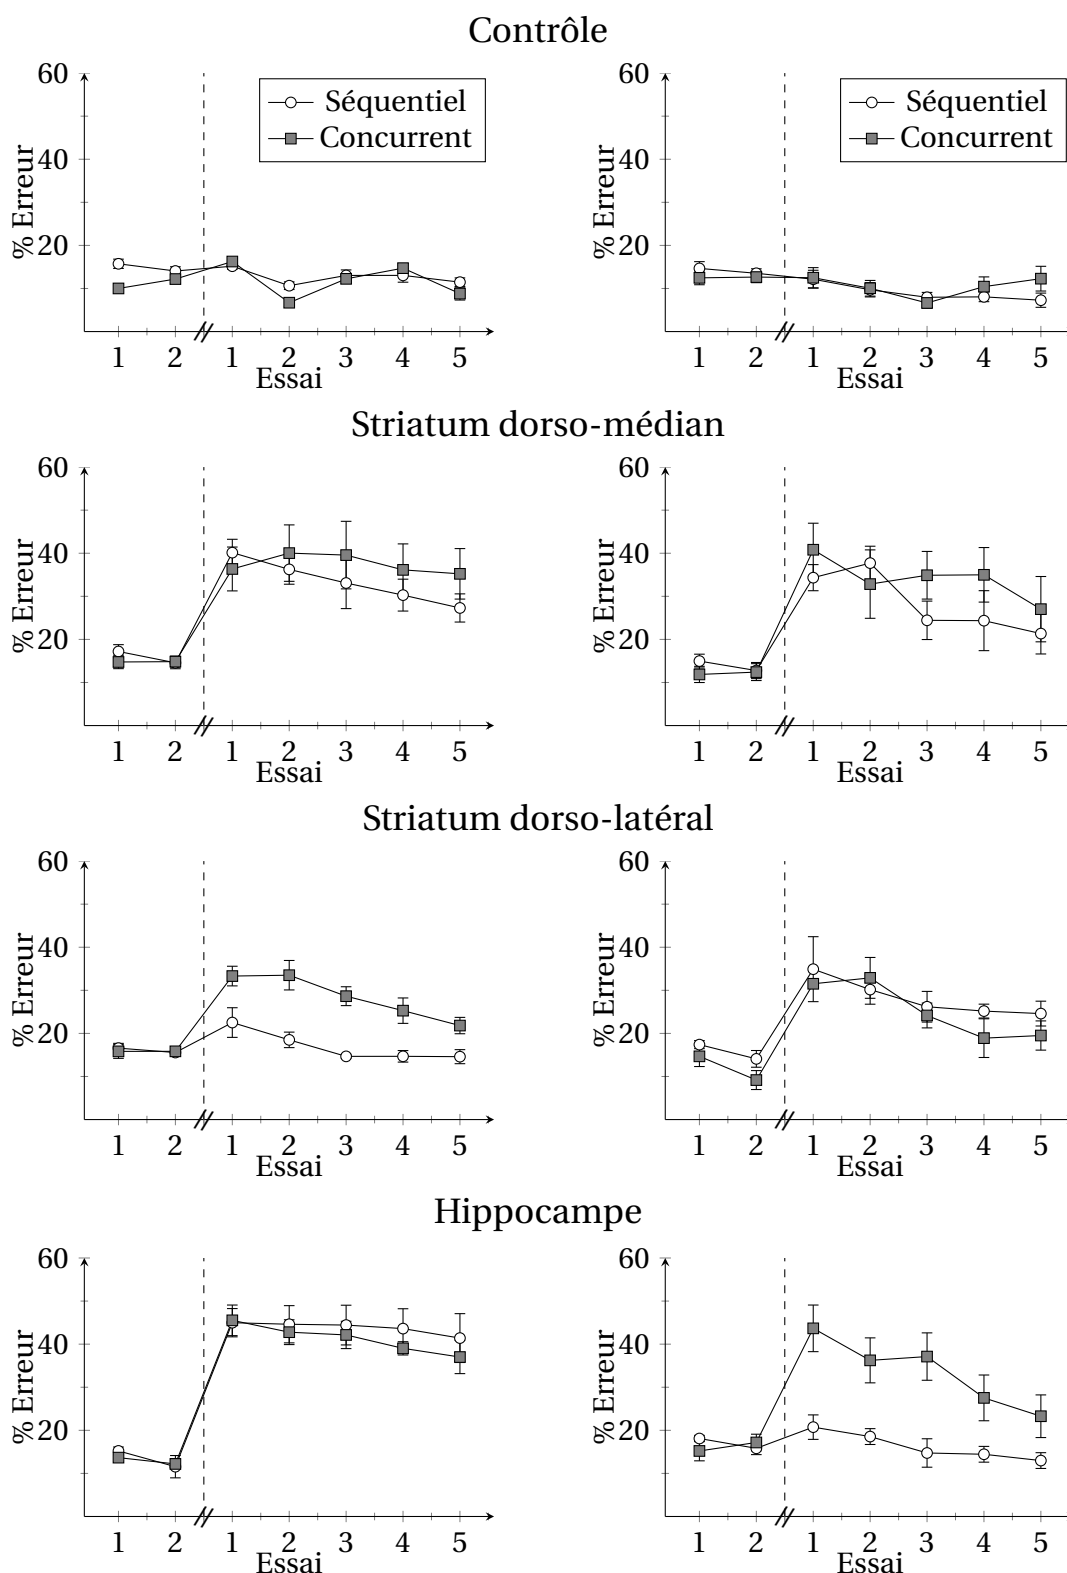 Contrôle
60
40
20
% Erreur
Séquentiel
Concurrent
1 2 1 2 3 4 5
Essai
60
40
20
% Erreur
Séquentiel
Concurrent
1 2 1 2 3 4 5
Essai
Striatum dorso-médian
60
40
20
% Erreur
1 2 1 2 3 4 5
Essai
60
40
20
% Erreur
1 2 1 2 3 4 5
Essai
Striatum dorso-latéral
60
40
20
% Erreur
1 2 1 2 3 4 5
Essai
60
40
20
% Erreur
1 2 1 2 3 4 5
Essai
Hippocampe
60
40
20
% Erreur
1 2 1 2 3 4 5
Essai
60
40
20
% Erreur
1 2 1 2 3 4 5
Essai